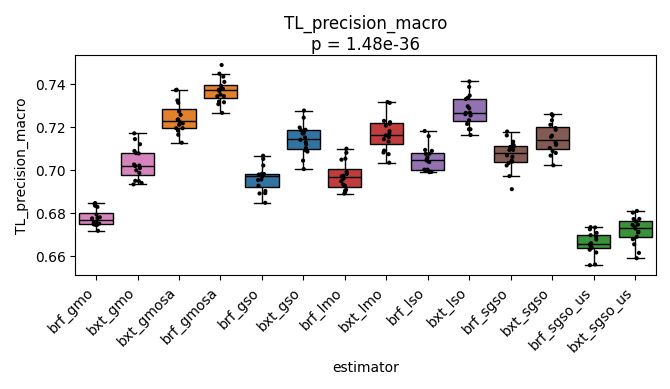 TL_precision_macro
p = 1.48e-36
TL_precision_macro
0.74
0.72
0.70
0.68
0.66
brf_gmo
bxt_gmo
bxt_gmosa
brf_gmosa
brf_gso
bxt_gso
brf_lmo
bxt_lmo
brf_lso
bxt_lso
brf_sgso
bxt_sgso
brf_sgso_us
bxt_sgso_us
estimator